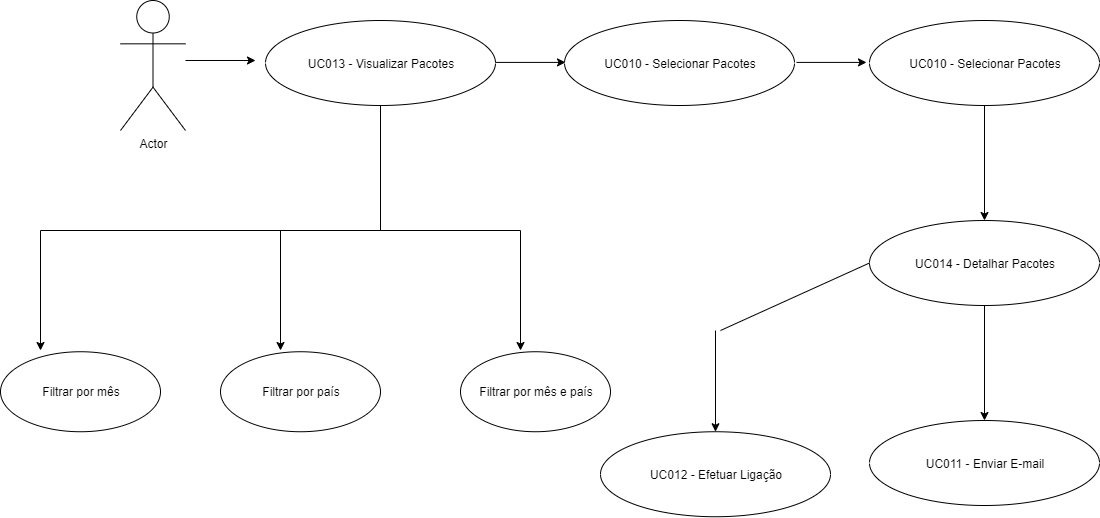 UC013 - Visualizar Pacotes
UC010 - Selecionar Pacotes
UC010 - Selecionar Pacotes
Actor
UC014 - Detalhar Pacotes
Filtrar por mês
Filtrar por país
Filtrar por mês e país
UC012 - Efetuar Ligação
UC011 - Enviar E-mail